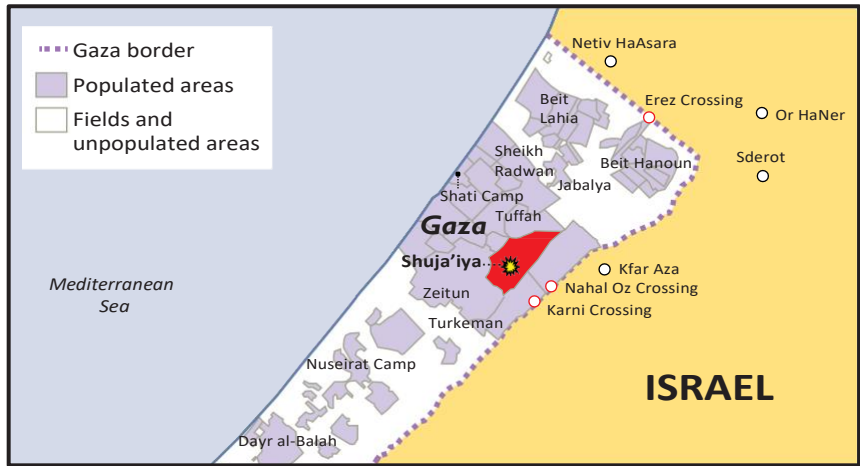 Gaza border
Populated areas
Fields and
unpopulated areas
Netiv HaAsara
Erez Crossing
Or HaNer
Beit
Lahia
Sheikh
Radwan
Beit Hanoun
Sderot
Jabalya
Shati Camp
Tuffah
Gaza
Shuja'iya
Kfar Aza
Mediterranean
Sea
Nahal Oz Crossing
Zeitun
Karni Crossing
Turkeman
Nuseirat Camp
ISRAEL
Dayr al-Balah